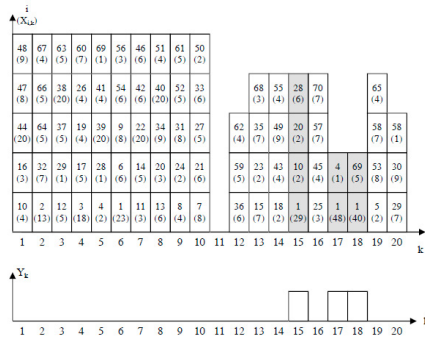 i
(X_{i,k})
48 67 63 60 69 56 46 51 61 50
(9) (4) (5) (7) (1) (3) (6) (4) (5) (2)
47 66 38 26 41 54 42 40 52 33 68 55 28 70 65
(8) (5) (20) (4) (4) (6) (6) (20) (5) (6) (3) (4) (6) (7) (4)
44 64 37 19 39 9 22 34 31 27 62 35 49 20 57 58 58
(20) (5) (5) (4) (20) (8) (20) (9) (8) (5) (4) (7) (9) (2) (7) (7) (1)
16 32 29 17 28 6 14 20 24 21 59 23 43 10 45 4 69 53 30
(3) (7) (1) (5) (1) (6) (5) (3) (2) (6) (5) (2) (4) (2) (4) (1) (5) (8) (9)
10 2 12 3 4 1 11 13 8 7 36 15 18 1 25 1 1 5 29
(4) (13) (5) (18) (2) (23) (3) (6) (4) (8) (6) (7) (2) (29) (3) (48) (40) (2) (7)
1 2 3 4 5 6 7 8 9 10 11 12 13 14 15 16 17 18 19 20
k
Y_k
1 2 3 4 5 6 7 8 9 10 11 12 13 14 15 16 17 18 19 20